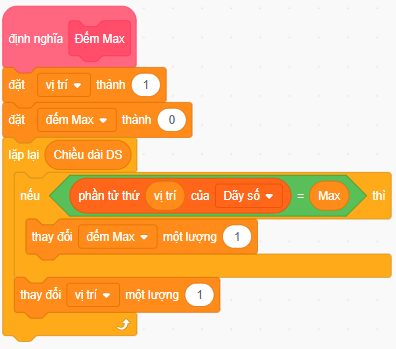 định nghĩa Đếm Max
đặt vị trí thành 1
đặt đếm Max thành 0
lặp lại Chiều dài DS
nếu phần tử thứ vị trí của Dãy số = Max thì
thay đổi đếm Max một lượng 1
thay đổi vị trí một lượng 1